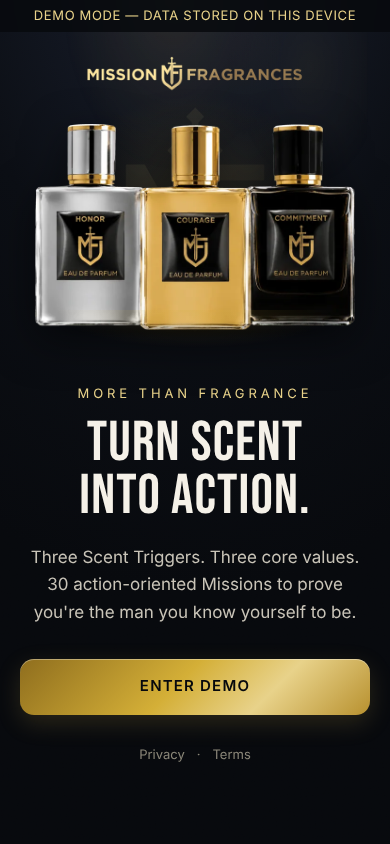 DEMO MODE — DATA STORED ON THIS DEVICE
MISSION MFJ FRAGRANCES
HONOR
COURAGE
COMMITMENT
EAU DE PARFUM
EAU DE PARFUM
EAU DE PARFUM
MORE THAN FRAGRANCE
TURN SCENT
INTO ACTION.
Three Scent Triggers. Three core values.
30 action-oriented Missions to prove
you're the man you know yourself to be.
ENTER DEMO
Privacy · Terms